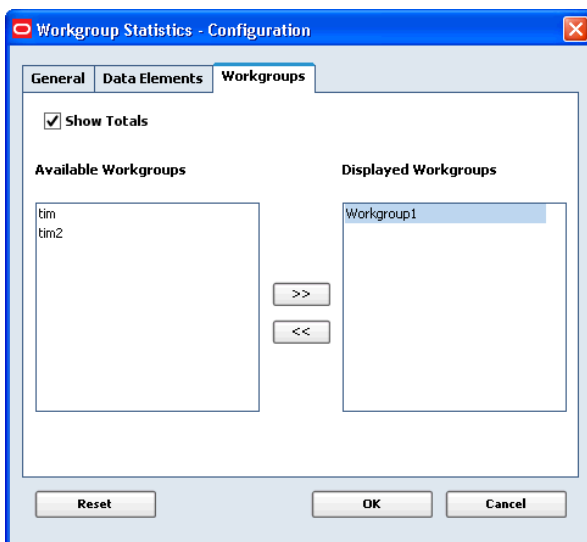 Workgroup Statistics - Configuration
General Data Elements Workgroups
Show Totals
Available Workgroups Displayed Workgroups
tim Workgroup1
tim2
>>
<<
Reset OK Cancel